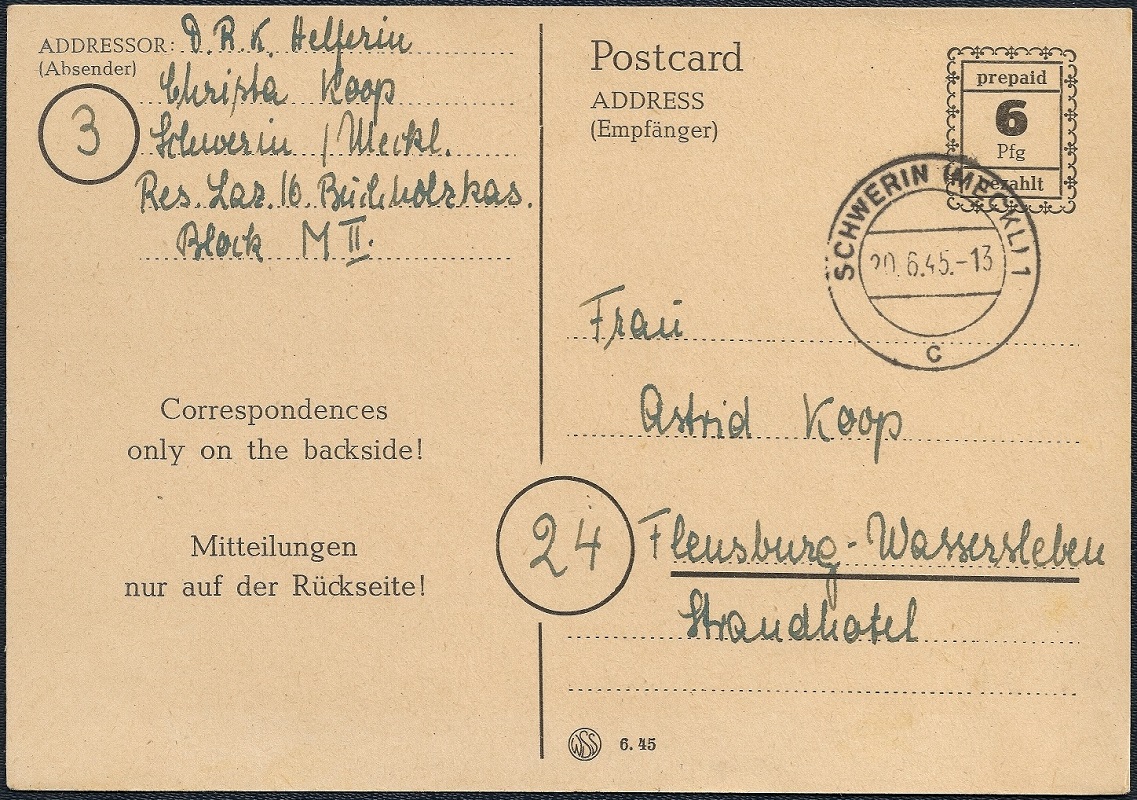 ADDRESSOR: D.R.K. Helferin
(Absender)
Christa Koop
3
Schwerin / Meckl.
Res. Laz. 16. Buchholzkas.
Block M II.
Correspondences
only on the backside!
Mitteilungen
nur auf der Rückseite!
Postcard
ADDRESS
(Empfänger)
prepaid
6
Pfg
bezahlt
SCHWERIN (MECKL) 1
20.6.45.-13
c
Frau
Astrid Koop
24
Flensburg-Wassersleben
Strandhotel
WSS 6.45